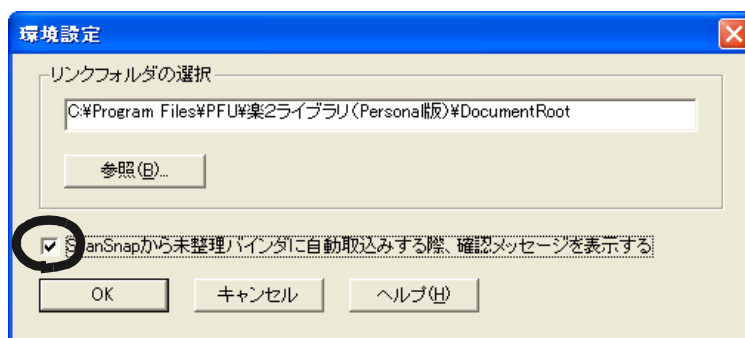 環境設定
リンクフォルダの選択
C:¥Program Files¥PFU¥楽2ライブラリ(Personal版)¥DocumentRoot
参照(B)...
ScanSnapから未整理バインダに自動取込みする際、確認メッセージを表示する
OK キャンセル ヘルプ(H)